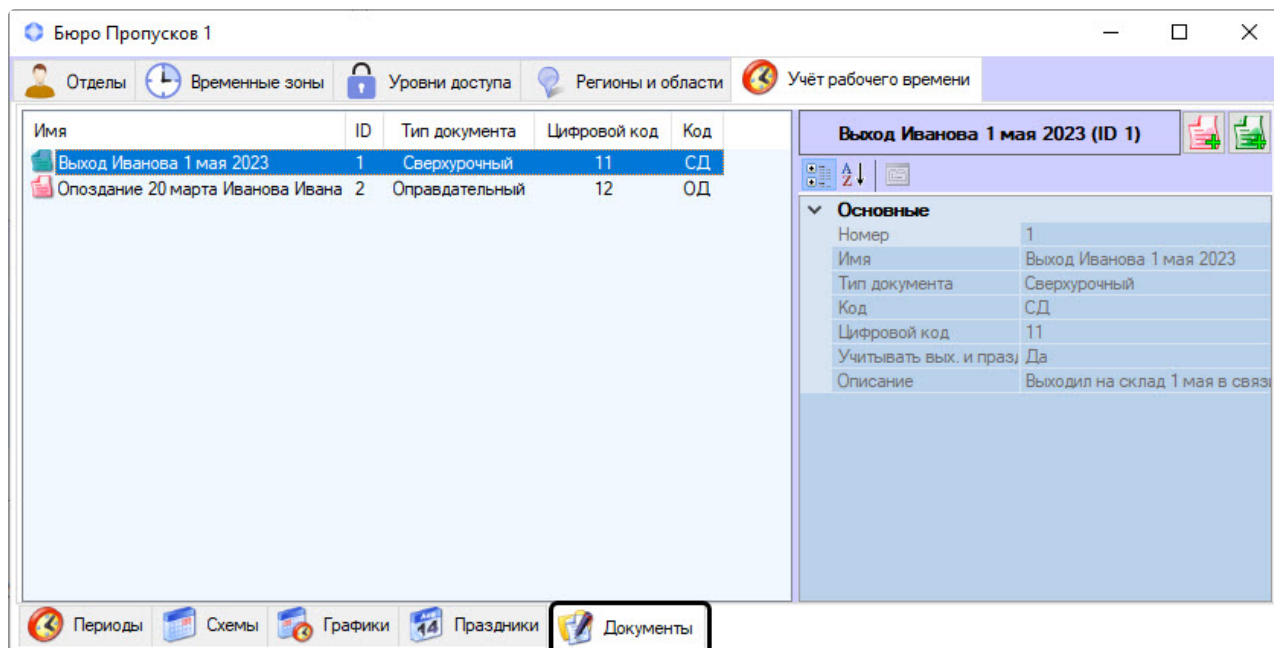 Бюро Пропусков 1
Отделы Временные зоны Уровни доступа Регионы и области Учёт рабочего времени
Имя ID Тип документа Цифровой код Код
Выход Иванова 1 мая 2023 1 Сверхурочный 11 СД
Опоздание 20 марта Иванова Ивана 2 Оправдательный 12 ОД
Выход Иванова 1 мая 2023 (ID 1)
Основные
Номер 1
Имя Выход Иванова 1 мая 2023
Тип документа Сверхурочный
Код СД
Цифровой код 11
Учитывать вых. и празд Да
Описание Выходил на склад 1 мая в связи
Периоды Схемы Графики Праздники Документы